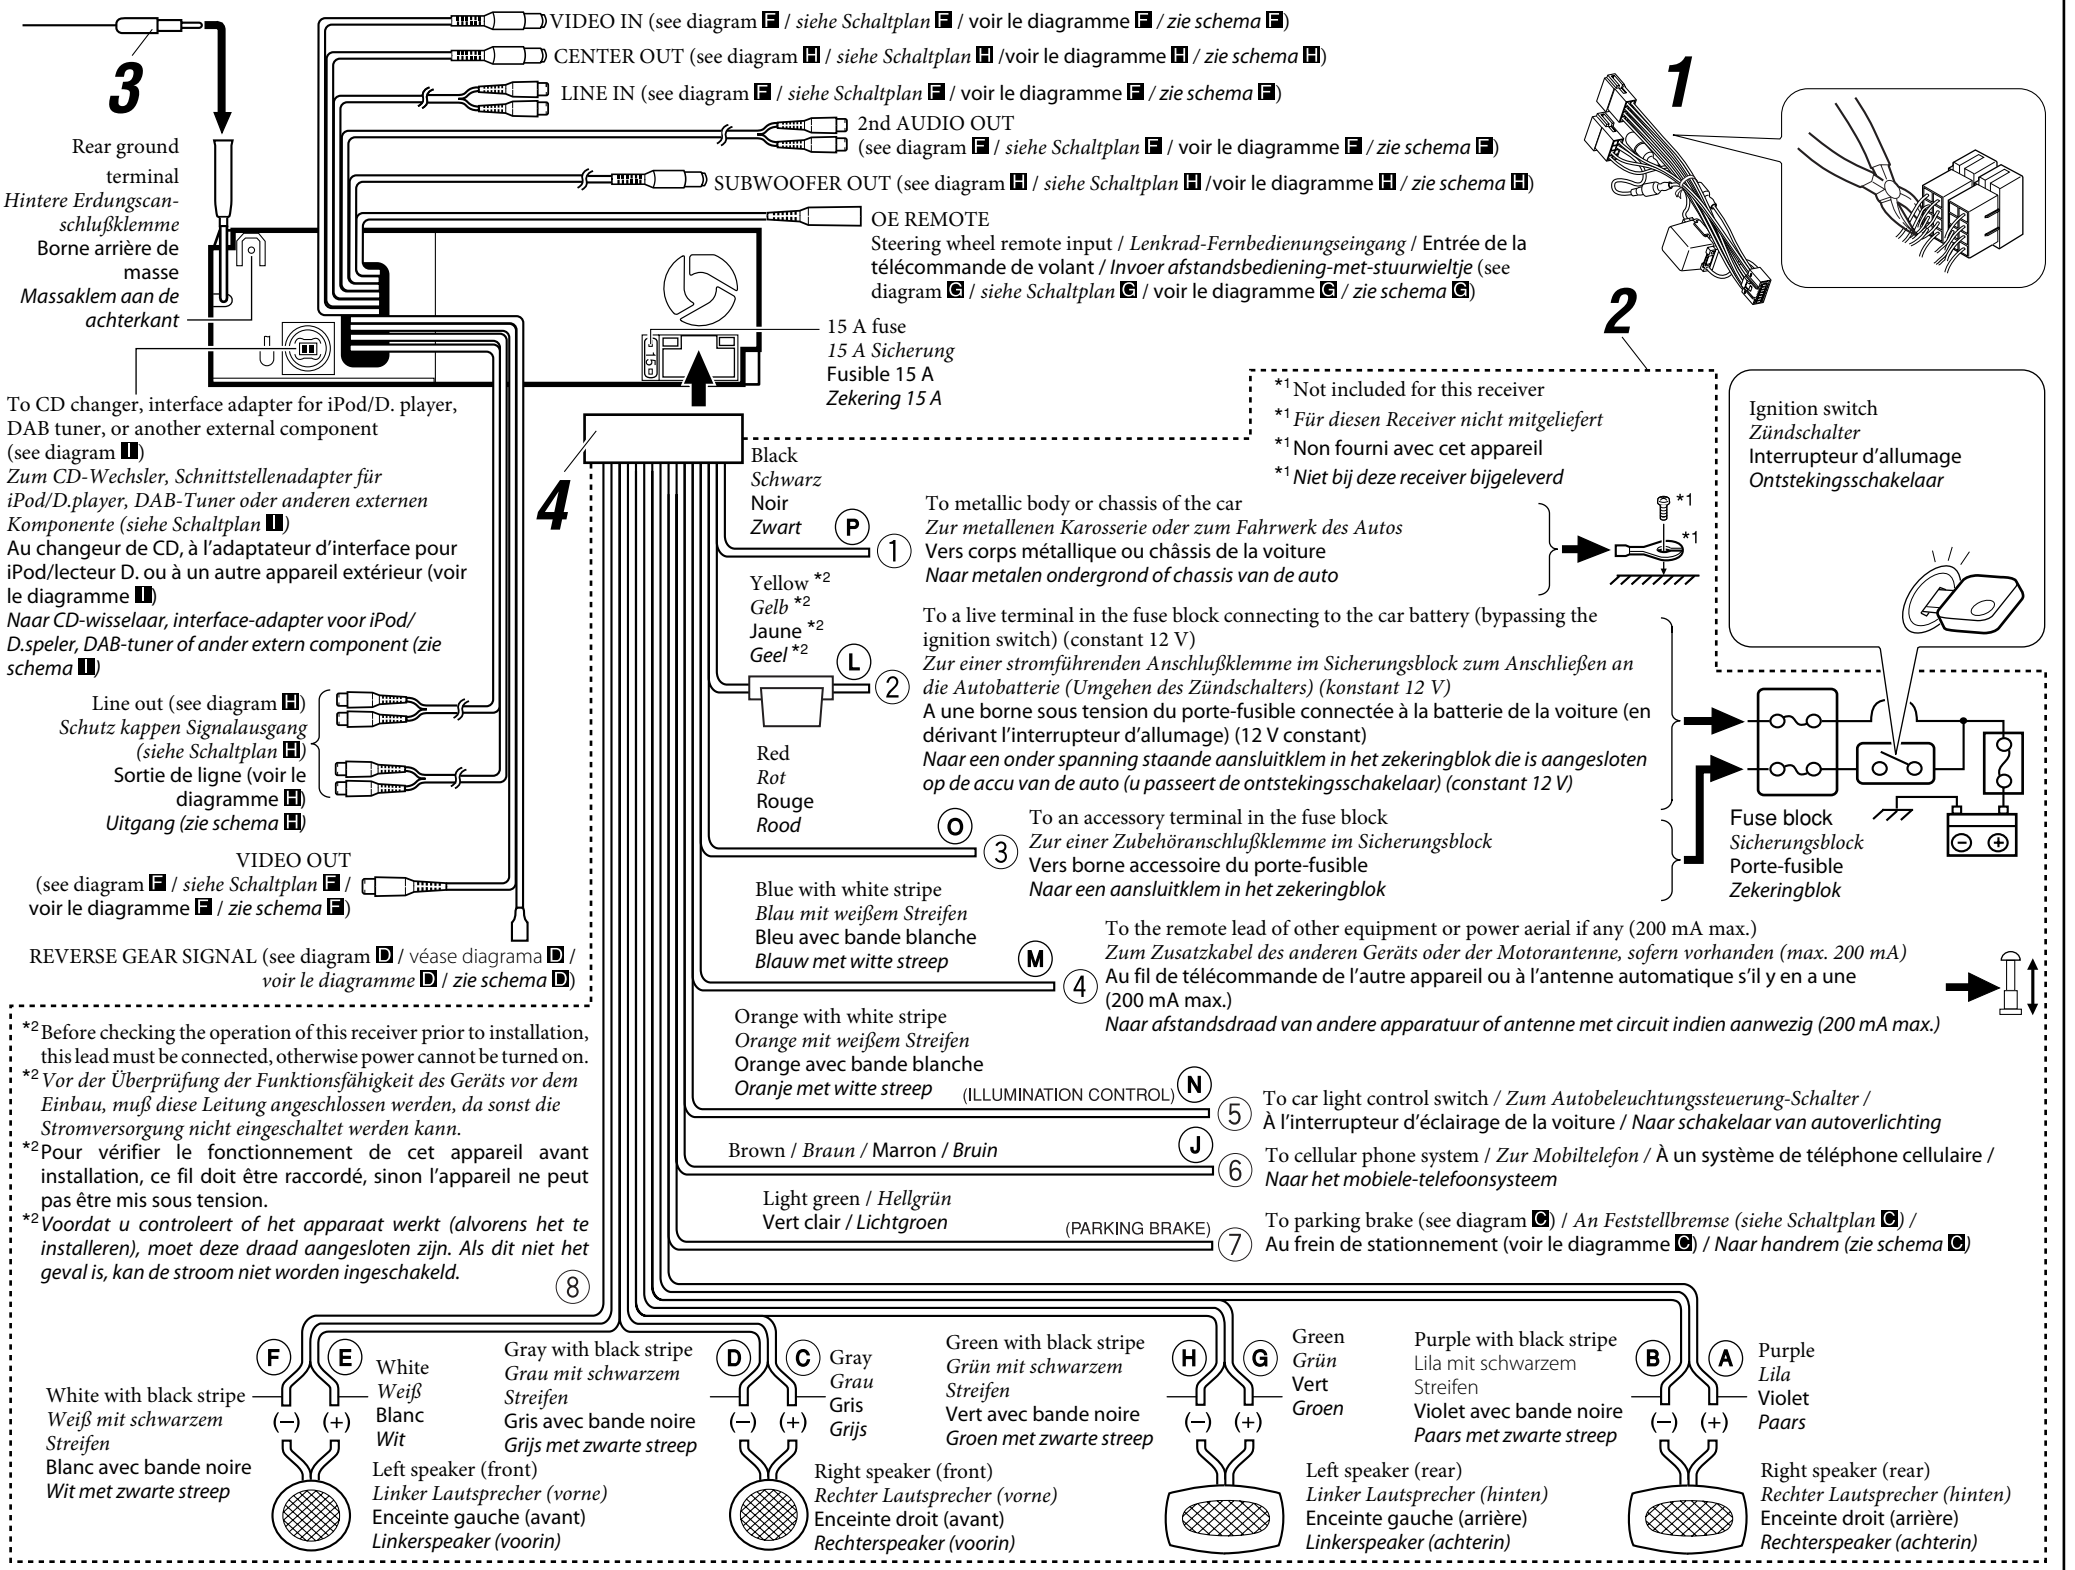 VIDEO IN (see diagram F / siehe Schaltplan F / voir le diagramme F / zie schema F)
CENTER OUT (see diagram H / siehe Schaltplan H /voir le diagramme H / zie schema H)
LINE IN (see diagram F / siehe Schaltplan F / voir le diagramme F / zie schema F)
2nd AUDIO OUT
(see diagram F / siehe Schaltplan F / voir le diagramme F / zie schema F)
SUBWOOFER OUT (see diagram H / siehe Schaltplan H /voir le diagramme H / zie schema H)
OE REMOTE
Steering wheel remote input / Lenkrad-Fernbedienungseingang / Entrée de la
télécommande de volant / Invoer afstandsbediening-met-stuurwieltje (see
diagram G / siehe Schaltplan G / voir le diagramme G / zie schema G)
3
1
2
4
Rear ground
terminal
Hintere Erdungscan-
schlußklemme
Borne arrière de
masse
Massaklem aan de
achterkant
15
15 A fuse
15 A Sicherung
Fusible 15 A
Zekering 15 A
To CD changer, interface adapter for iPod/D. player,
DAB tuner, or another external component
(see diagram I)
Zum CD-Wechsler, Schnittstellenadapter für
iPod/D.player, DAB-Tuner oder anderen externen
Komponente (siehe Schaltplan I)
Au changeur de CD, à l'adaptateur d'interface pour
iPod/lecteur D. ou à un autre appareil extérieur (voir
le diagramme I)
Naar CD-wisselaar, interface-adapter voor iPod/
D.speler, DAB-tuner of ander extern component (zie
schema I)
Line out (see diagram H)
Schutz kappen Signalausgang
(siehe Schaltplan H)
Sortie de ligne (voir le
diagramme H)
Uitgang (zie schema H)
VIDEO OUT
(see diagram F / siehe Schaltplan F /
voir le diagramme F / zie schema F)
REVERSE GEAR SIGNAL (see diagram D / véase diagrama D /
voir le diagramme D / zie schema D)
*1 Not included for this receiver
*1 Für diesen Receiver nicht mitgeliefert
*1 Non fourni avec cet appareil
*1 Niet bij deze receiver bijgeleverd
Ignition switch
Zündschalter
Interrupteur d'allumage
Ontstekingsschakelaar
Black
Schwarz
Noir
Zwart
P
①
To metallic body or chassis of the car
Zur metallenen Karosserie oder zum Fahrwerk des Autos
Vers corps métallique ou châssis de la voiture
Naar metalen ondergrond of chassis van de auto
*1
*1
Yellow *2
Gelb *2
Jaune *2
Geel *2
L
②
To a live terminal in the fuse block connecting to the car battery (bypassing the
ignition switch) (constant 12 V)
Zur einer stromführenden Anschlußklemme im Sicherungsblock zum Anschließen an
die Autobatterie (Umgehen des Zündschalters) (konstant 12 V)
A une borne sous tension du porte-fusible connectée à la batterie de la voiture (en
dérivant l'interrupteur d'allumage) (12 V constant)
Naar een onder spanning staande aansluitklem in het zekeringblok die is aangesloten
op de accu van de auto (u passeert de ontstekingsschakelaar) (constant 12 V)
Red
Rot
Rouge
Rood
O
③
To an accessory terminal in the fuse block
Zur einer Zubehöranschlußklemme im Sicherungsblock
Vers borne accessoire du porte-fusible
Naar een aansluitklem in het zekeringblok
Fuse block
Sicherungsblock
Porte-fusible
Zekeringblok
Blue with white stripe
Blau mit weißem Streifen
Bleu avec bande blanche
Blauw met witte streep
M
④
To the remote lead of other equipment or power aerial if any (200 mA max.)
Zum Zusatzkabel des anderen Geräts oder der Motorantenne, sofern vorhanden (max. 200 mA)
Au fil de télécommande de l'autre appareil ou à l'antenne automatique s'il y en a une
(200 mA max.)
Naar afstandsdraad van andere apparatuur of antenne met circuit indien aanwezig (200 mA max.)
Orange with white stripe
Orange mit weißem Streifen
Orange avec bande blanche
Oranje met witte streep
(ILLUMINATION CONTROL)
N
⑤
To car light control switch / Zum Autobeleuchtungssteuerung-Schalter /
À l'interrupteur d'éclairage de la voiture / Naar schakelaar van autoverlichting
Brown / Braun / Marron / Bruin
J
⑥
To cellular phone system / Zur Mobiltelefon / À un système de téléphone cellulaire /
Naar het mobiele-telefoonsysteem
Light green / Hellgrün
Vert clair / Lichtgroen
(PARKING BRAKE)
⑦
To parking brake (see diagram C) / An Feststellbremse (siehe Schaltplan C) /
Au frein de stationnement (voir le diagramme C) / Naar handrem (zie schema C)
*2 Before checking the operation of this receiver prior to installation,
this lead must be connected, otherwise power cannot be turned on.
*2 Vor der Überprüfung der Funktionsfähigkeit des Geräts vor dem
Einbau, muß diese Leitung angeschlossen werden, da sonst die
Stromversorgung nicht eingeschaltet werden kann.
*2 Pour vérifier le fonctionnement de cet appareil avant
installation, ce fil doit être raccordé, sinon l'appareil ne peut
pas être mis sous tension.
*2 Voordat u controleert of het apparaat werkt (alvorens het te
installeren), moet deze draad aangesloten zijn. Als dit niet het
geval is, kan de stroom niet worden ingeschakeld.
⑧
F
E
White with black stripe
Weiß mit schwarzem
Streifen
Blanc avec bande noire
Wit met zwarte streep
(−) (+)
White
Weiß
Blanc
Wit
Left speaker (front)
Linker Lautsprecher (vorne)
Enceinte gauche (avant)
Linkerspeaker (voorin)
Gray with black stripe
Grau mit schwarzem
Streifen
Gris avec bande noire
Grijs met zwarte streep
D
C
(−) (+)
Gray
Grau
Gris
Grijs
Right speaker (front)
Rechter Lautsprecher (vorne)
Enceinte droit (avant)
Rechterspeaker (voorin)
Green with black stripe
Grün mit schwarzem
Streifen
Vert avec bande noire
Groen met zwarte streep
H
G
(−) (+)
Green
Grün
Vert
Groen
Left speaker (rear)
Linker Lautsprecher (hinten)
Enceinte gauche (arrière)
Linkerspeaker (achterin)
Purple with black stripe
Lila mit schwarzem
Streifen
Violet avec bande noire
Paars met zwarte streep
B
A
(−) (+)
Purple
Lila
Violet
Paars
Right speaker (rear)
Rechter Lautsprecher (hinten)
Enceinte droit (arrière)
Rechterspeaker (achterin)